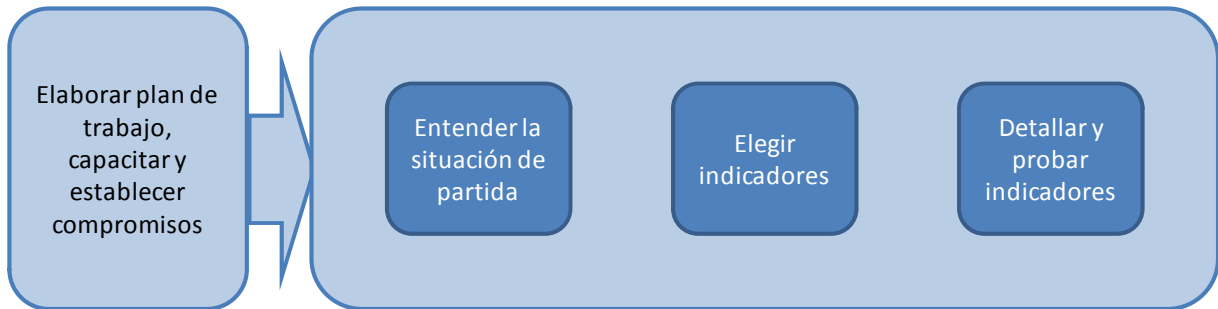 Elaborar plan de
trabajo,
capacitar y
establecer
compromisos
Entender la
situación de
partida
Elegir
indicadores
Detallar y
probar
indicadores